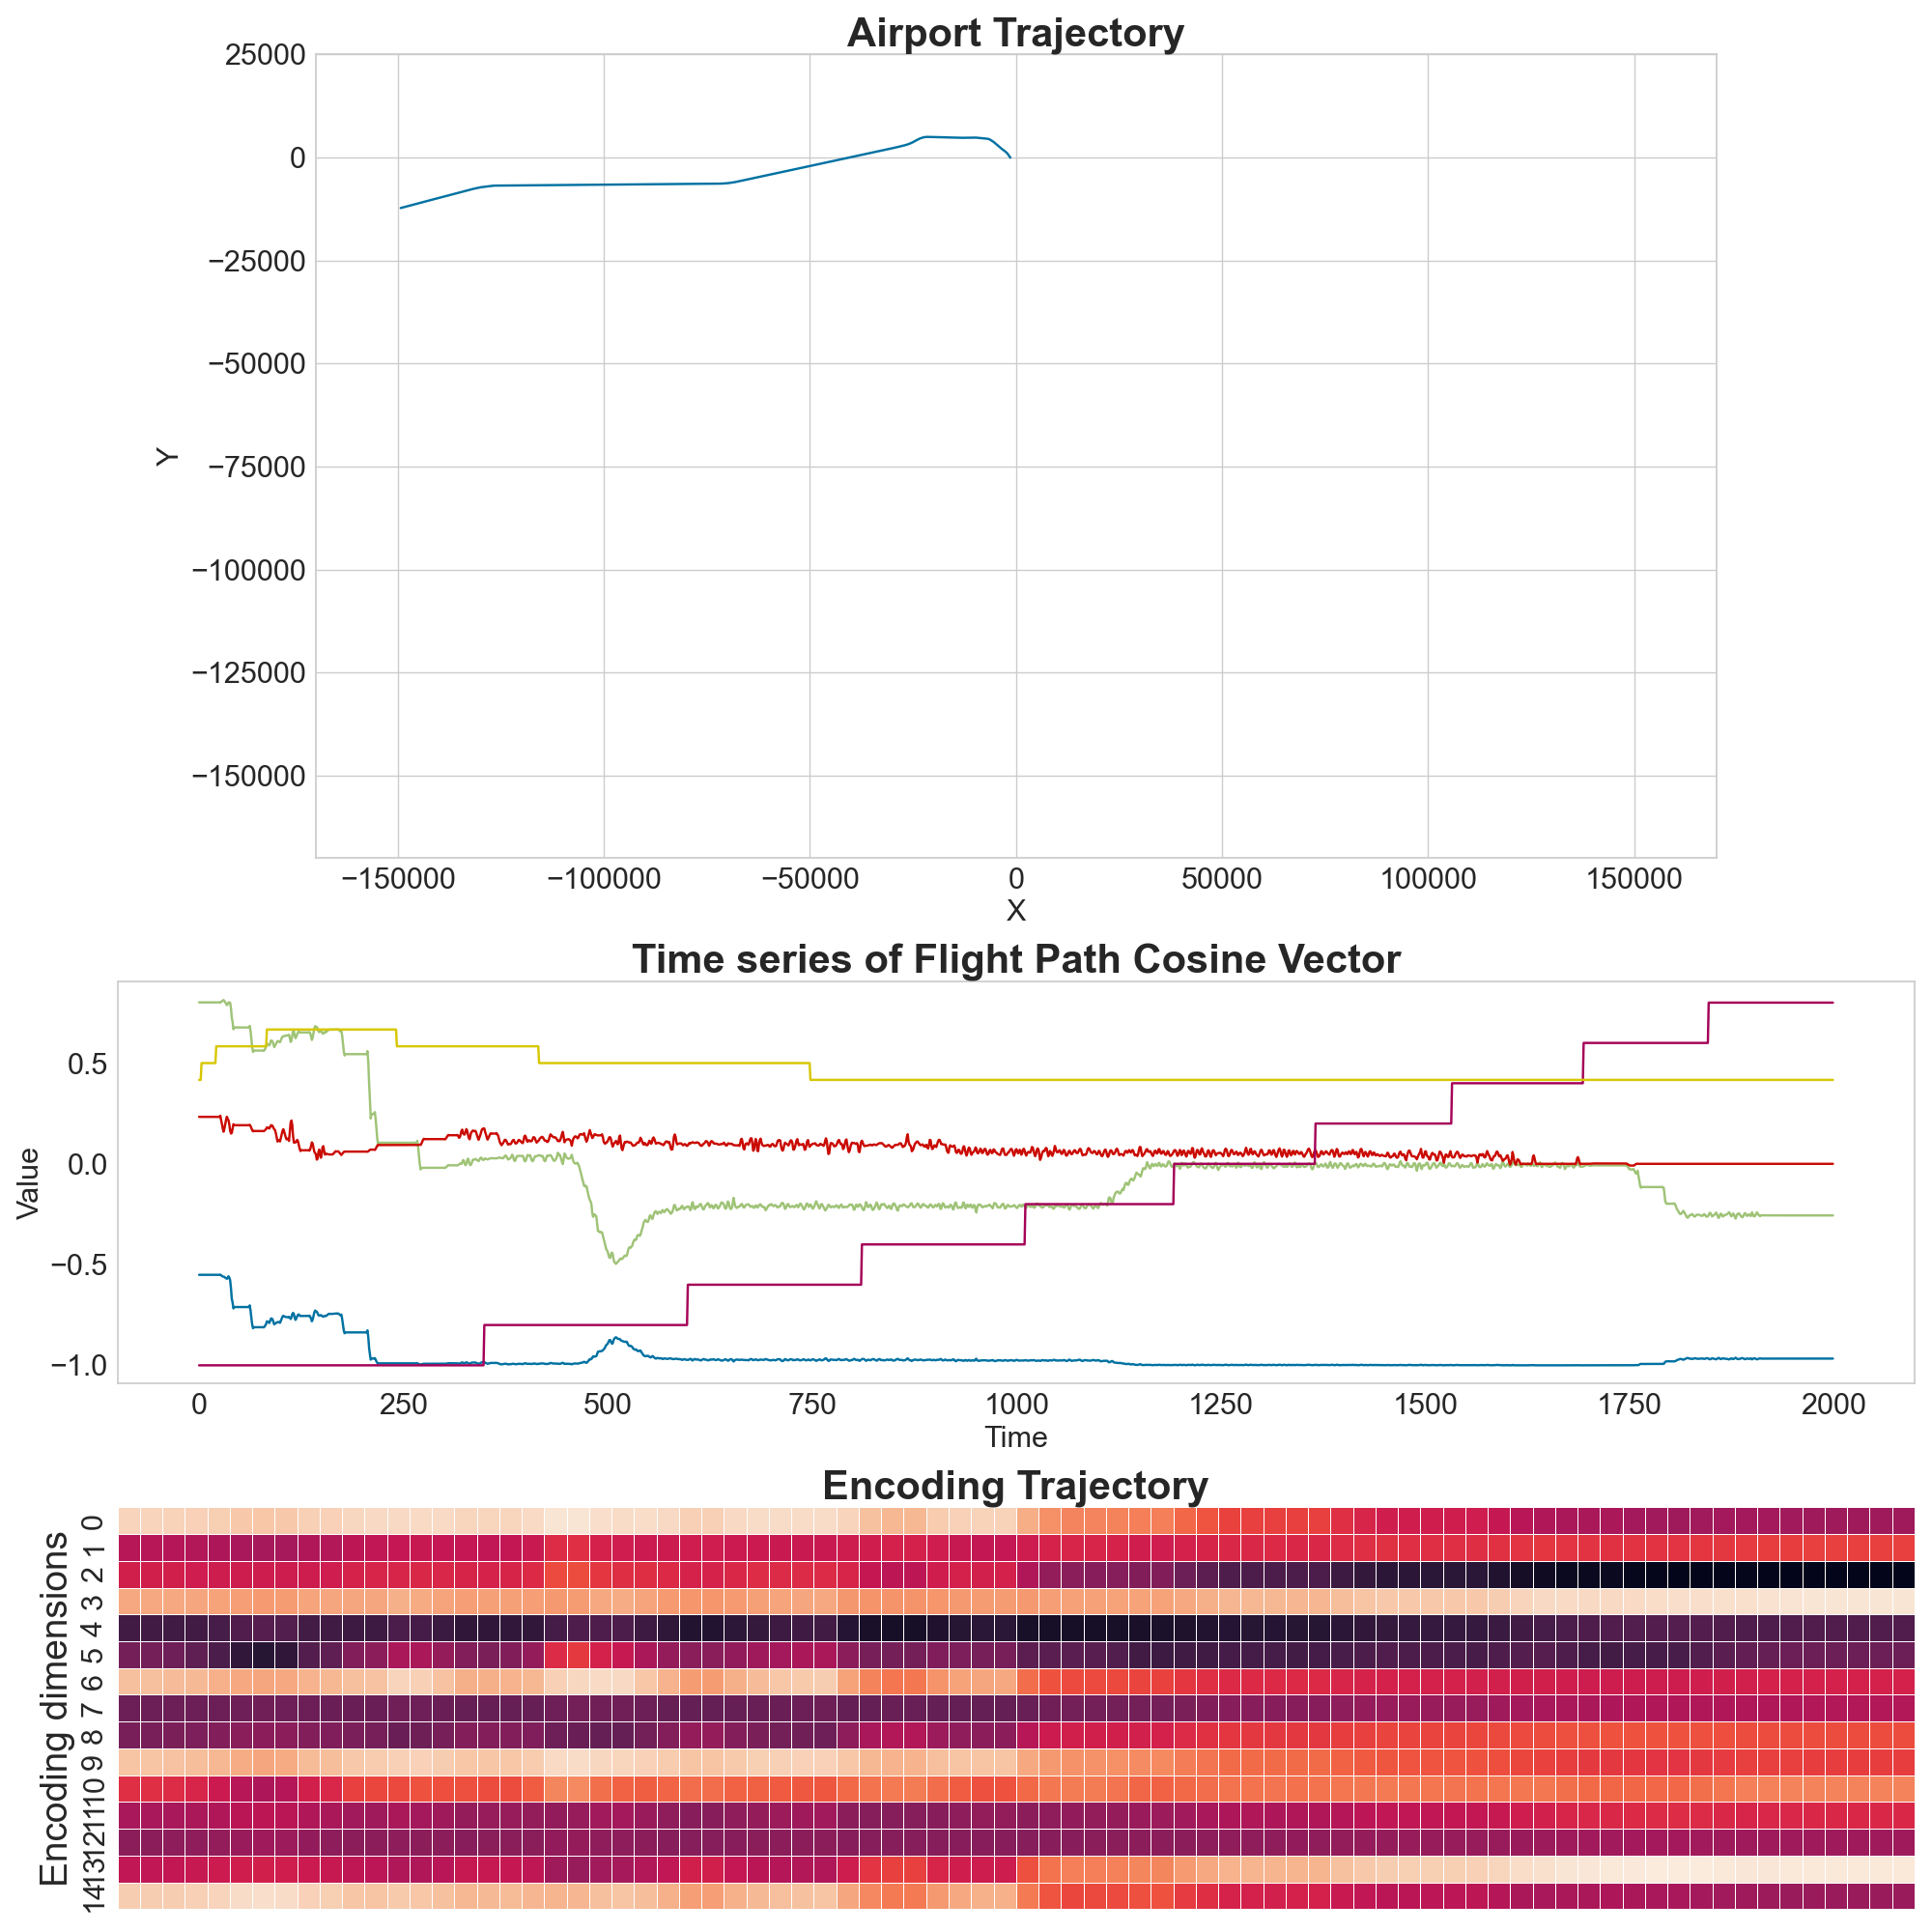 Airport Trajectory
25000
0
−25000
−50000
−75000
−100000
−125000
−150000
Y
−150000 −100000 −50000 0 50000 100000 150000
X
Time series of Flight Path Cosine Vector
0.5
0.0
−0.5
−1.0
Value
0 250 500 750 1000 1250 1500 1750 2000
Time
Encoding Trajectory
Encoding dimensions
0
1
2
3
4
5
6
7
8
9
10
11
12
13
14